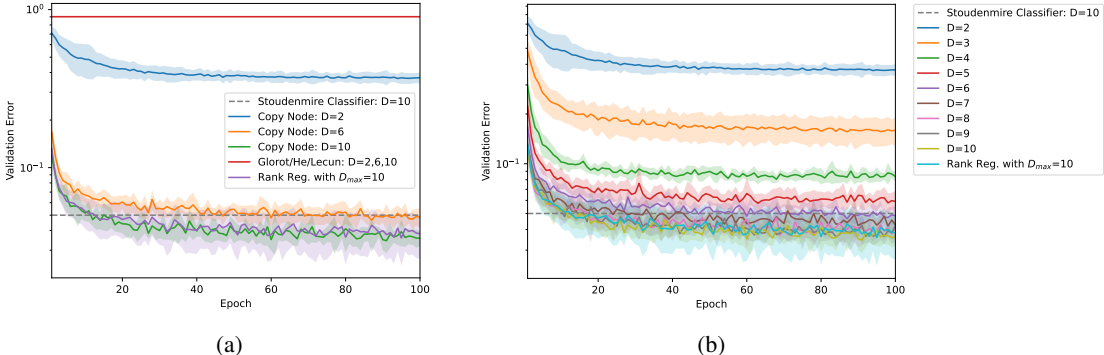 10⁰
10⁻¹
Validation Error
20
40
60
80
100
Epoch
Stoudenmire Classifier: D=10
Copy Node: D=2
Copy Node: D=6
Copy Node: D=10
Glorot/He/Lecun: D=2,6,10
Rank Reg. with D_max=10
(a)
10⁻¹
Validation Error
20
40
60
80
100
Epoch
Stoudenmire Classifier: D=10
D=2
D=3
D=4
D=5
D=6
D=7
D=8
D=9
D=10
Rank Reg. with D_max=10
(b)